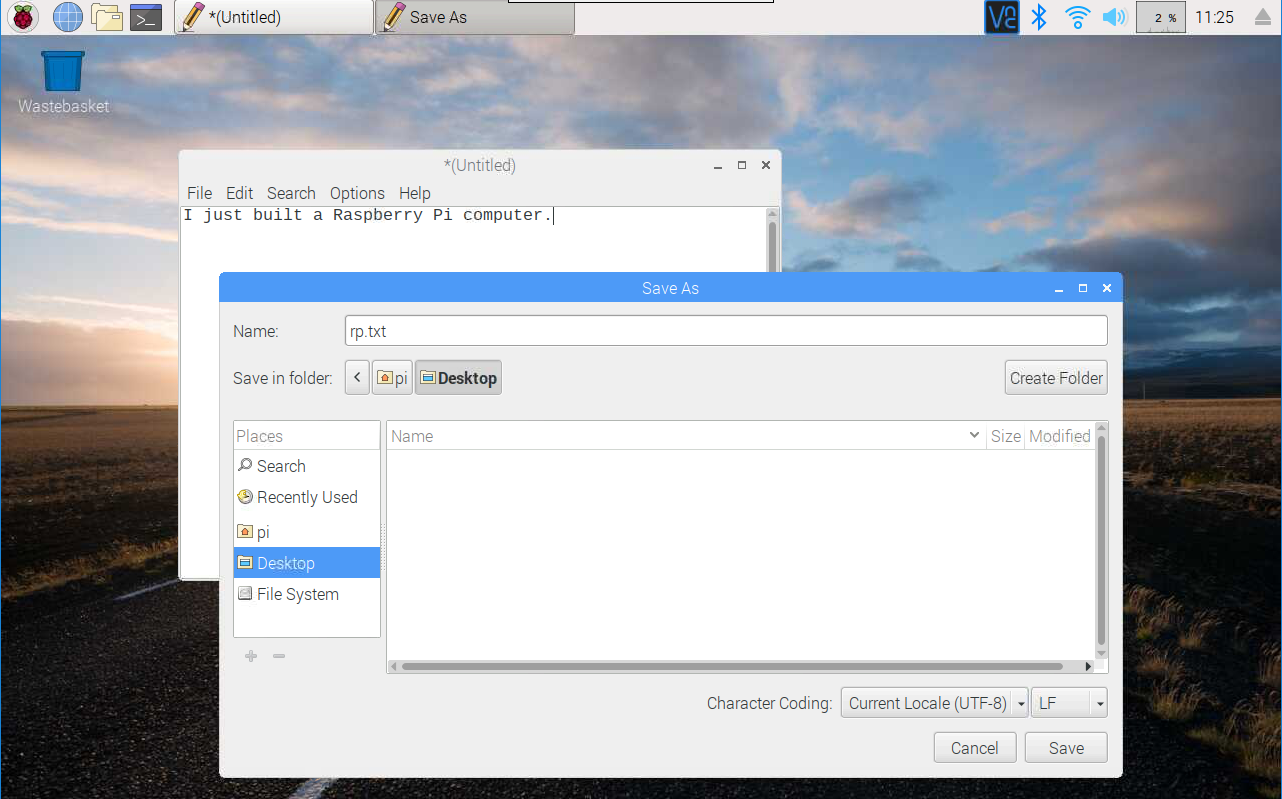 *(Untitled)
Save As
VNC
2 %
11:25
Wastebasket
*(Untitled)
File Edit Search Options Help
I just built a Raspberry Pi computer.
Save As
Name: rp.txt
Save in folder: pi Desktop Create Folder
Places
Name Size Modified
Search
Recently Used
pi
Desktop
File System
Character Coding: Current Locale (UTF-8) LF
Cancel Save